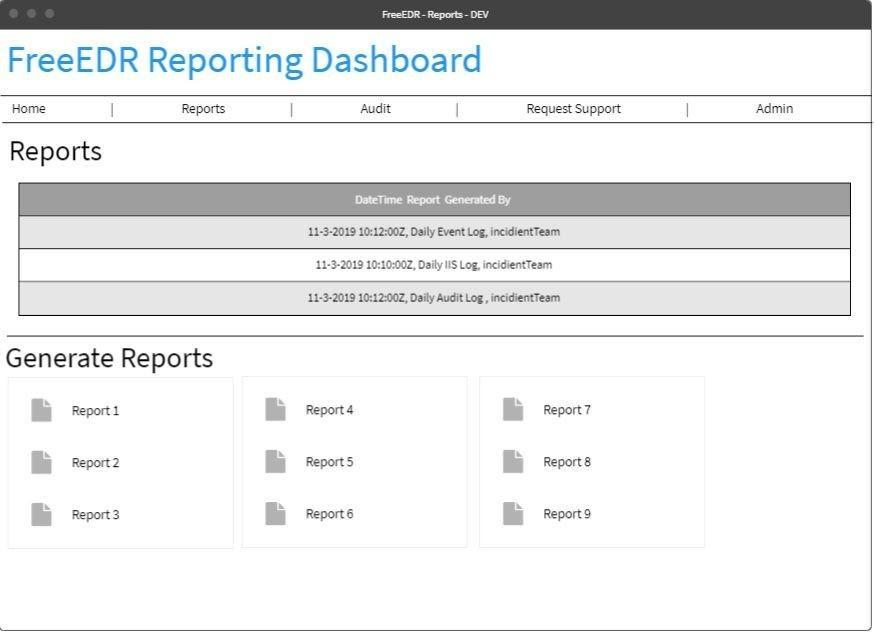 FreeEDR - Reports - DEV
FreeEDR Reporting Dashboard
Home | Reports | Audit | Request Support | Admin
Reports
DateTime Report Generated By
11-3-2019 10:12:00Z, Daily Event Log, incidientTeam
11-3-2019 10:10:00Z, Daily IIS Log, incidientTeam
11-3-2019 10:12:00Z, Daily Audit Log , incidientTeam
Generate Reports
Report 1
Report 2
Report 3
Report 4
Report 5
Report 6
Report 7
Report 8
Report 9